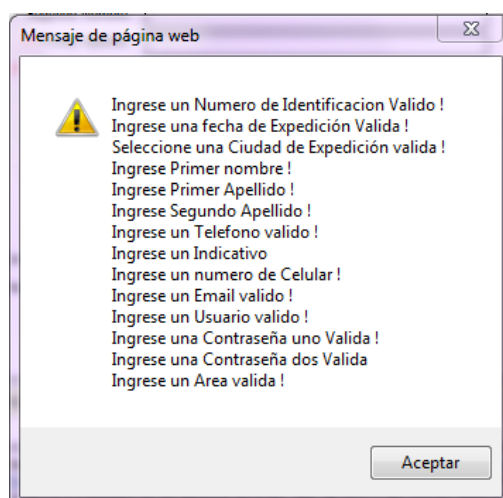 Mensaje de página web
Ingrese un Numero de Identificacion Valido !
Ingrese una fecha de Expedición Valida !
Seleccione una Ciudad de Expedición valida !
Ingrese Primer nombre !
Ingrese Primer Apellido !
Ingrese Segundo Apellido !
Ingrese un Telefono valido !
Ingrese un Indicativo
Ingrese un numero de Celular !
Ingrese un Email valido !
Ingrese un Usuario valido !
Ingrese una Contraseña uno Valida !
Ingrese una Contraseña dos Valida
Ingrese un Area valida !
Aceptar